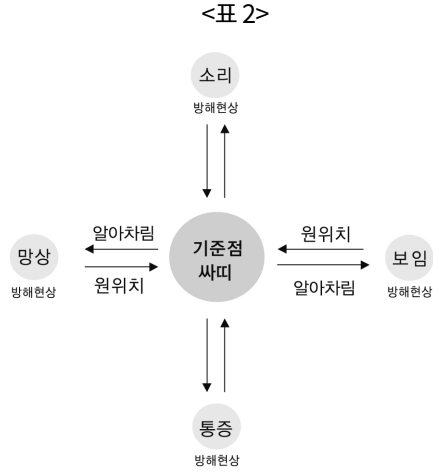 <표 2>
소리
방해현상
알아차림
원위치
망상
방해현상
원위치
기준점
싸띠
알아차림
보임
방해현상
통증
방해현상